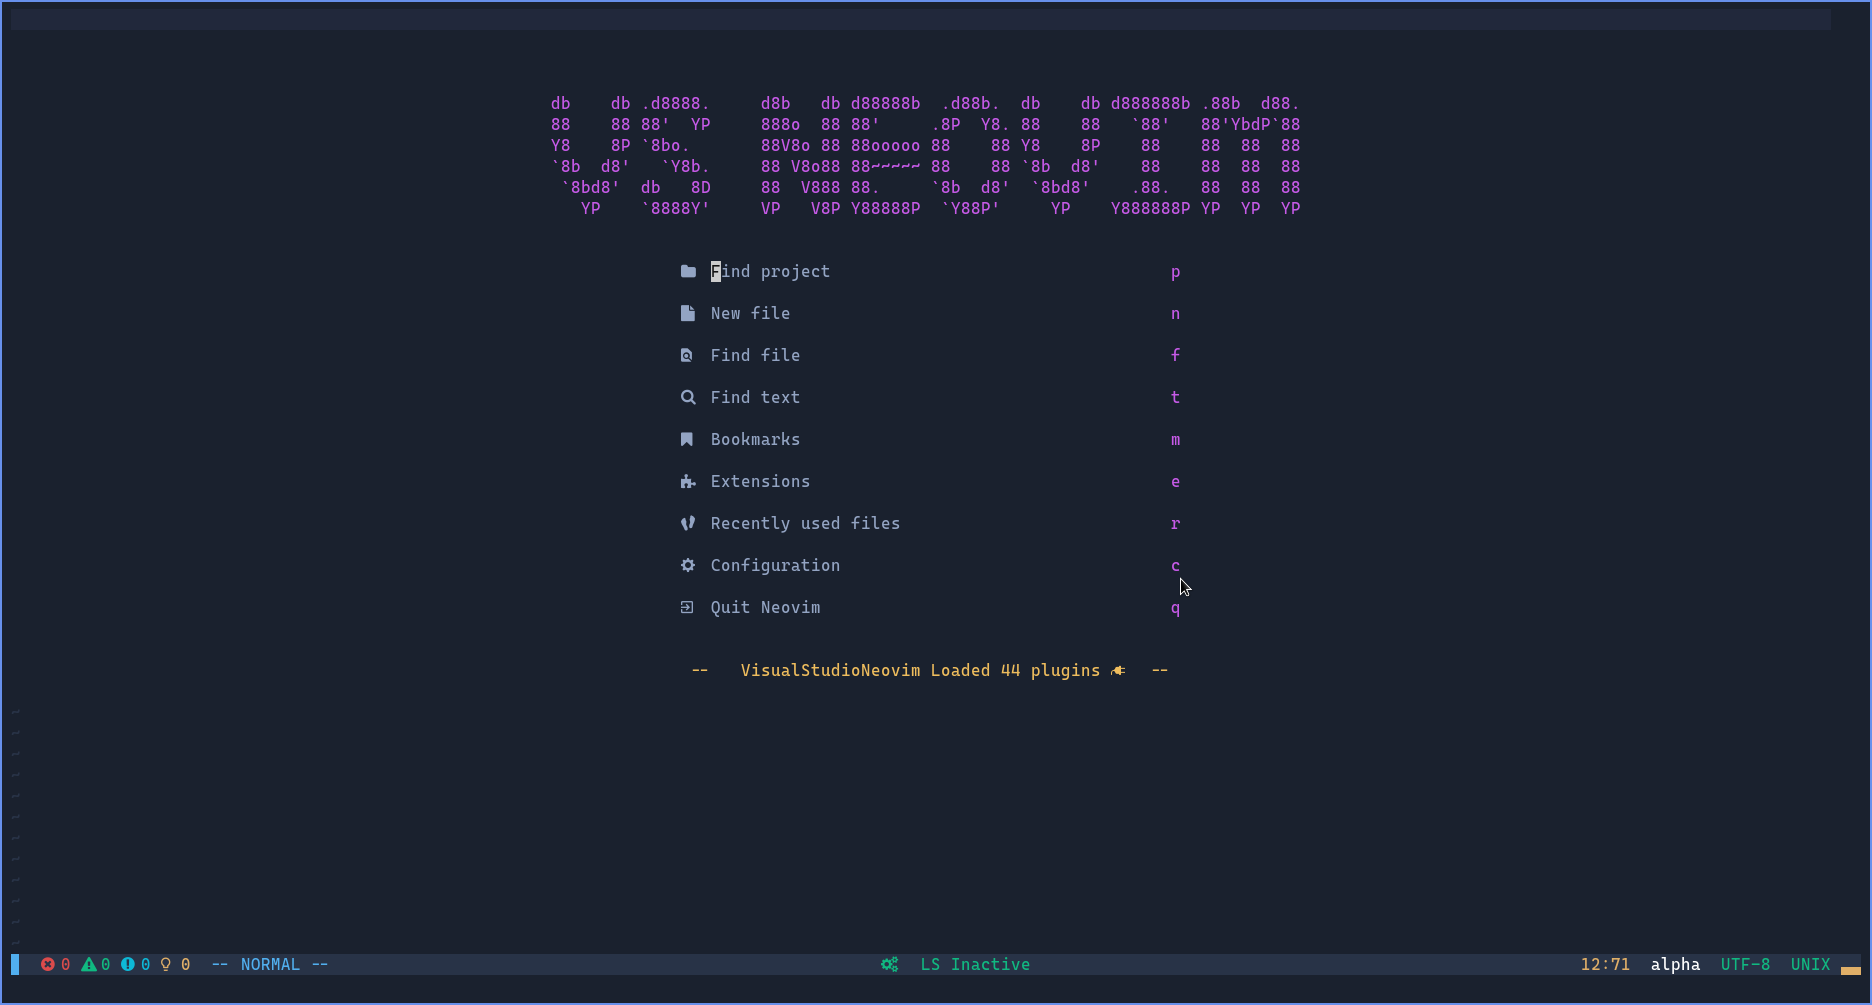 db    db .d8888.     d8b   db d88888b  .d88b.  db    db d888888b .88b  d88.
88    88 88'  YP     888o  88 88'     .8P  Y8. 88    88   `88'   88'YbdP`88
Y8    8P `8bo.       88V8o 88 88ooooo 88    88 Y8    8P    88    88  88  88
`8b  d8'   `Y8b.     88 V8o88 88~~~~~ 88    88 `8b  d8'    88    88  88  88
 `8bd8'  db   8D     88  V888 88.     `8b  d8'  `8bd8'    .88.   88  88  88
   YP    `8888Y'     VP   V8P Y88888P  `Y88P'     YP    Y888888P YP  YP  YP
Find project p
New file n
Find file f
Find text t
Bookmarks m
Extensions e
Recently used files r
Configuration c
Quit Neovim q
-- VisualStudioNeovim Loaded 44 plugins --
~
~
~
~
~
~
~
~
~
~
~
~
0 0 0 0 -- NORMAL -- LS Inactive 12:71 alpha UTF-8 UNIX